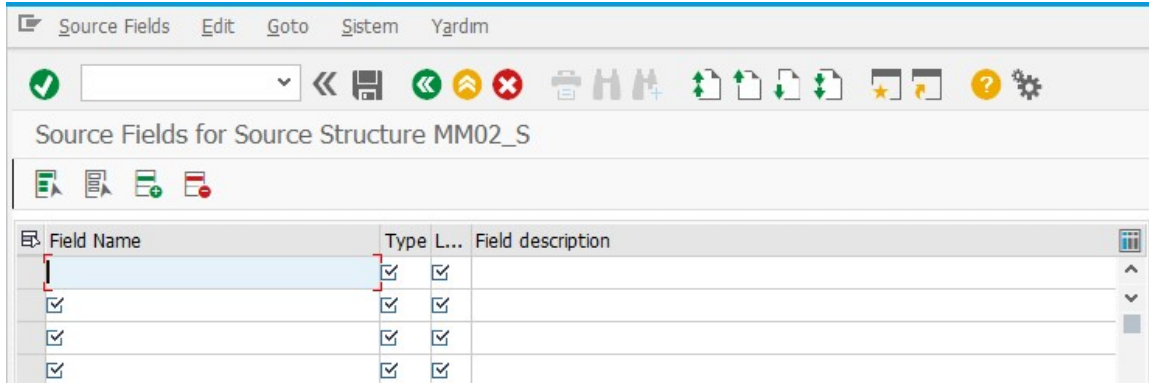 Source Fields Edit Goto Sistem Yardım
Source Fields for Source Structure MM02_S
Field Name Type L... Field description